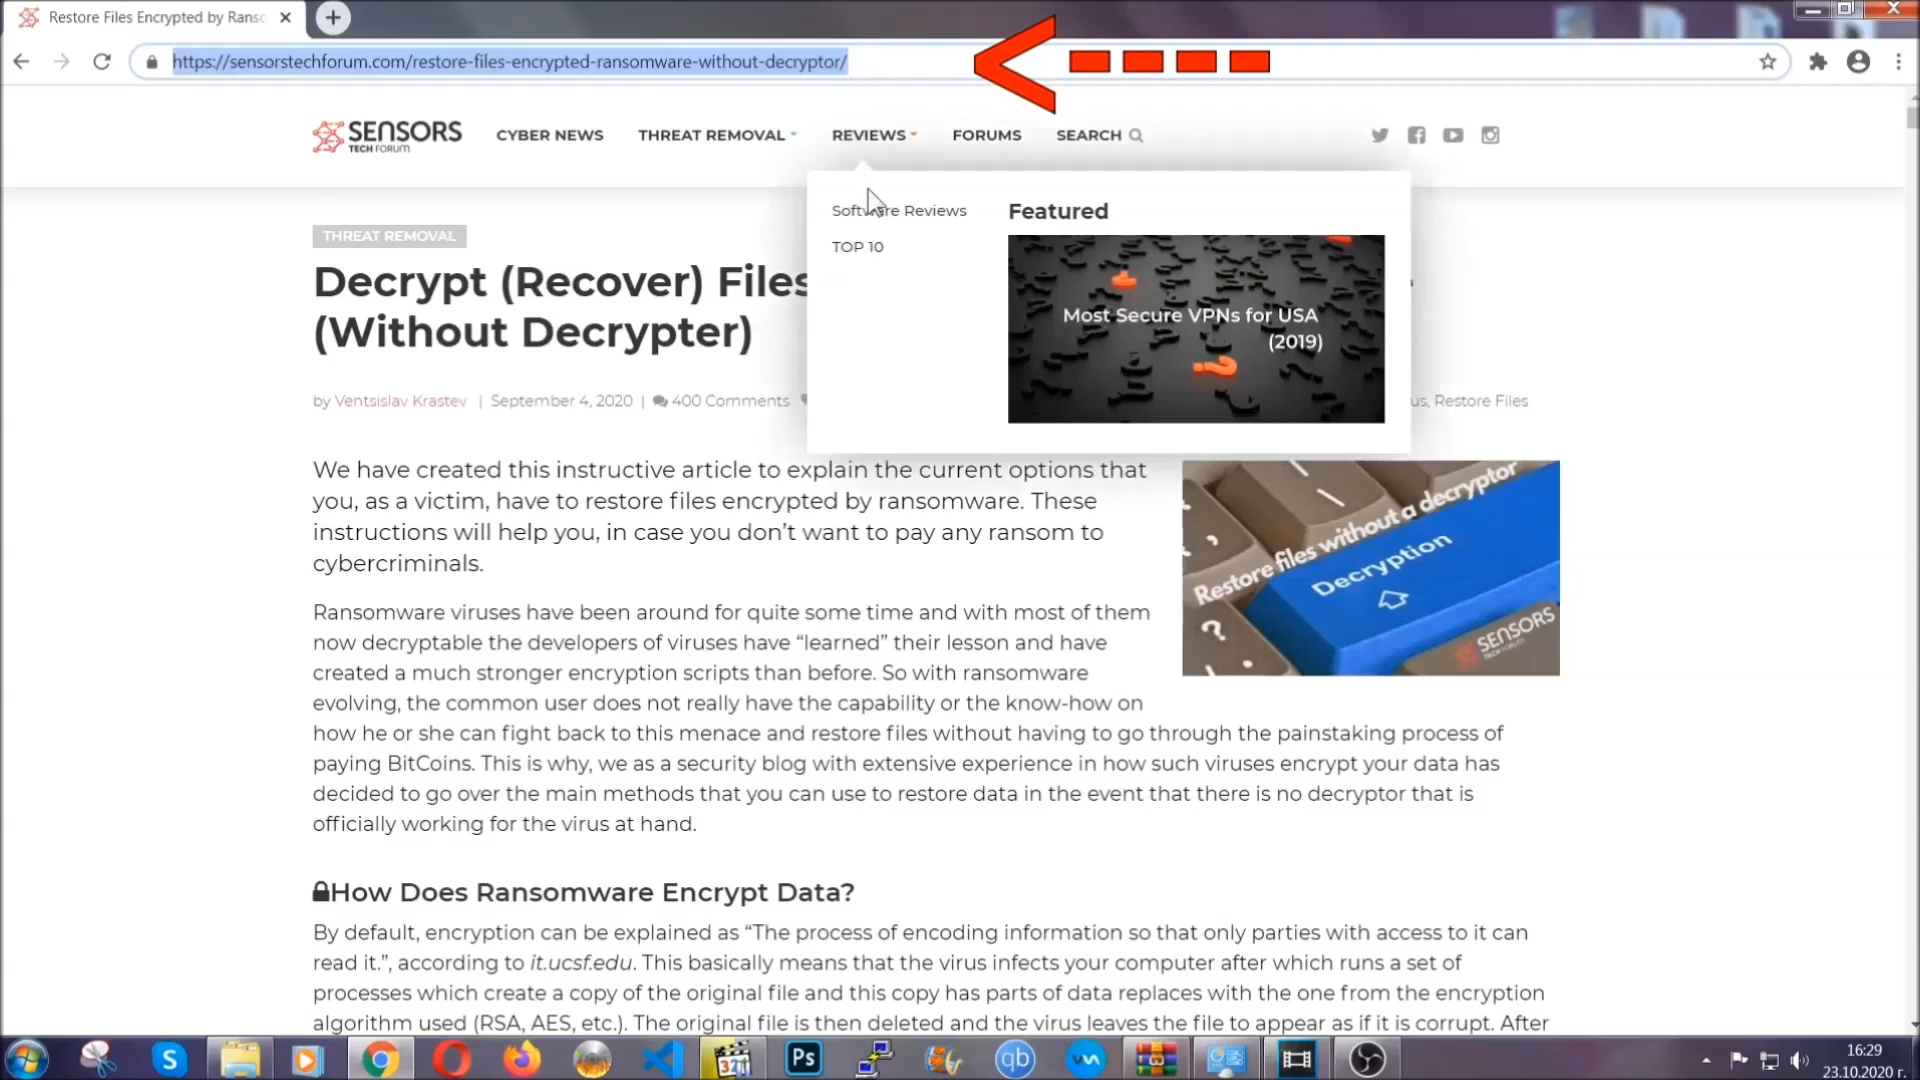 Restore Files Encrypted by Ranso
https://sensorstechforum.com/restore-files-encrypted-ransomware-without-decryptor/
SENSORS
TECH FORUM
CYBER NEWS
THREAT REMOVAL
REVIEWS
FORUMS
SEARCH
Software Reviews
TOP 10
Featured
Most Secure VPNs for USA
(2019)
THREAT REMOVAL
Decrypt (Recover) Files
(Without Decrypter)
by Ventsislav Krastev | September 4, 2020 | 400 Comments
us, Restore Files
We have created this instructive article to explain the current options that
you, as a victim, have to restore files encrypted by ransomware. These
instructions will help you, in case you don’t want to pay any ransom to
cybercriminals.
Restore files without a decryptor
Decryption
SENSORS
Ransomware viruses have been around for quite some time and with most of them
now decryptable the developers of viruses have “learned” their lesson and have
created a much stronger encryption scripts than before. So with ransomware
evolving, the common user does not really have the capability or the know-how on
how he or she can fight back to this menace and restore files without having to go through the painstaking process of
paying BitCoins. This is why, we as a security blog with extensive experience in how such viruses encrypt your data has
decided to go over the main methods that you can use to restore data in the event that there is no decryptor that is
officially working for the virus at hand.
How Does Ransomware Encrypt Data?
By default, encryption can be explained as “The process of encoding information so that only parties with access to it can
read it.”, according to it.ucsf.edu. This basically means that the virus infects your computer after which runs a set of
processes which create a copy of the original file and this copy has parts of data replaces with the one from the encryption
algorithm used (RSA, AES, etc.). The original file is then deleted and the virus leaves the file to appear as if it is corrupt. After
S
321
Ps
qb
16:29
23.10.2020 г.